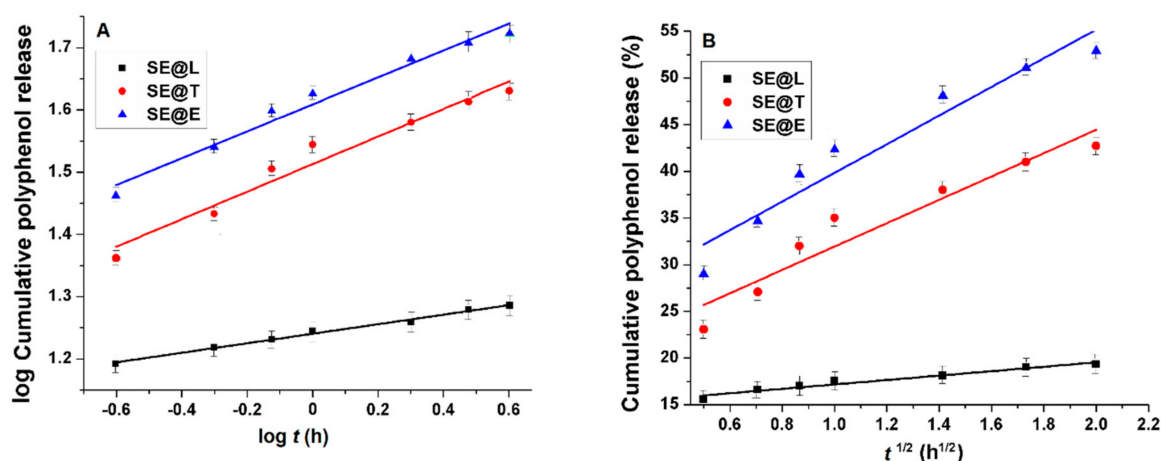 A
SE@L
SE@T
SE@E
1.7
1.6
1.5
1.4
1.3
1.2
log Cumulative polyphenol release
-0.6 -0.4 -0.2 0 0.2 0.4 0.6
log t (h)
B
SE@L
SE@T
SE@E
55
50
45
40
35
30
25
20
15
Cumulative polyphenol release (%)
0.6 0.8 1.0 1.2 1.4 1.6 1.8 2.0 2.2
t 1/2 (h1/2)